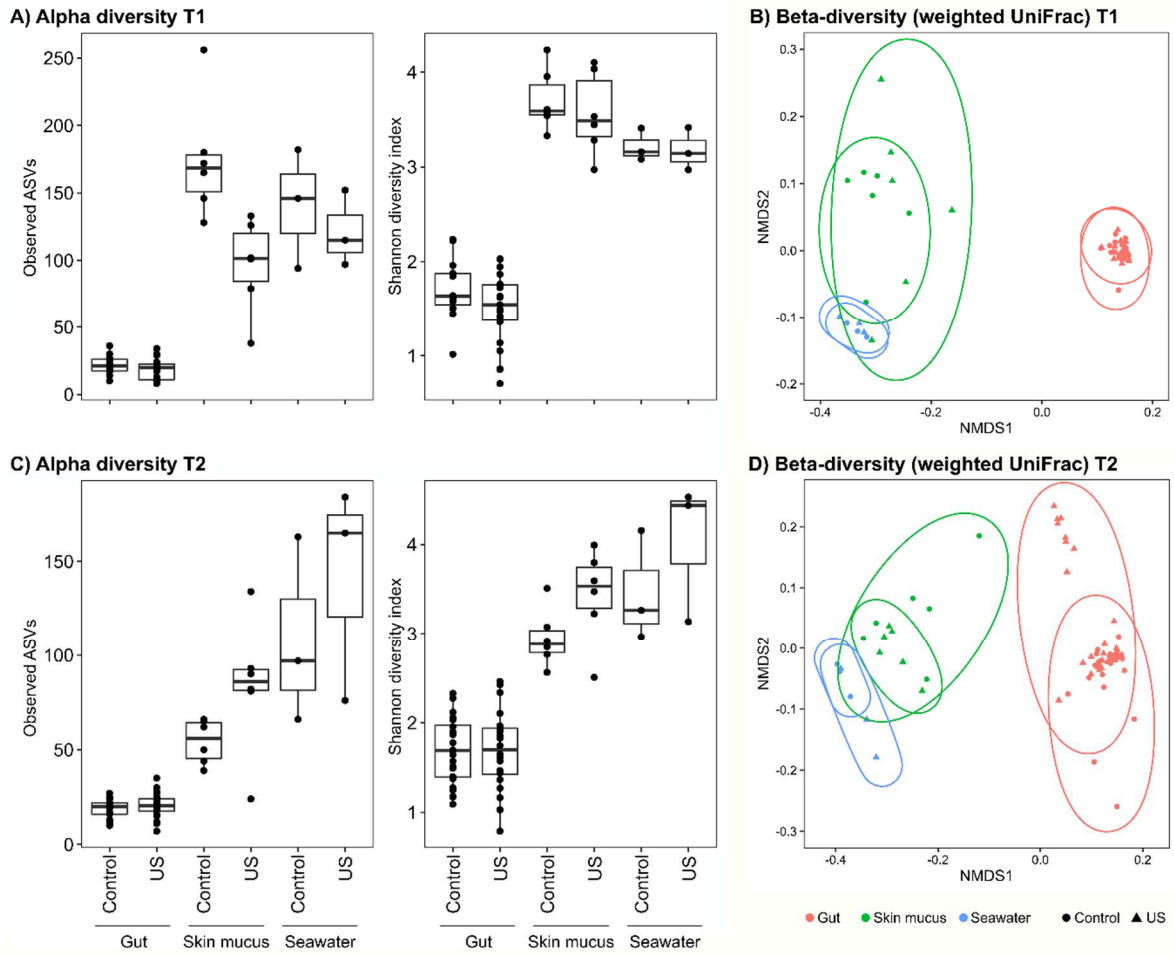 A) Alpha diversity T1
Observed ASVs
250
200
150
100
50
0
Shannon diversity index
4
3
2
1
B) Beta-diversity (weighted UniFrac) T1
NMDS2
0.3
0.2
0.1
0.0
-0.1
-0.2
-0.4
-0.2
0.0
0.2
NMDS1
C) Alpha diversity T2
Observed ASVs
150
100
50
0
Control
US
Control
US
Control
US
Gut
Skin mucus
Seawater
Shannon diversity index
4
3
2
1
Control
US
Control
US
Control
US
Gut
Skin mucus
Seawater
D) Beta-diversity (weighted UniFrac) T2
NMDS2
0.2
0.1
0.0
-0.1
-0.2
-0.3
-0.4
-0.2
0.0
0.2
NMDS1
Gut
Skin mucus
Seawater
Control
US